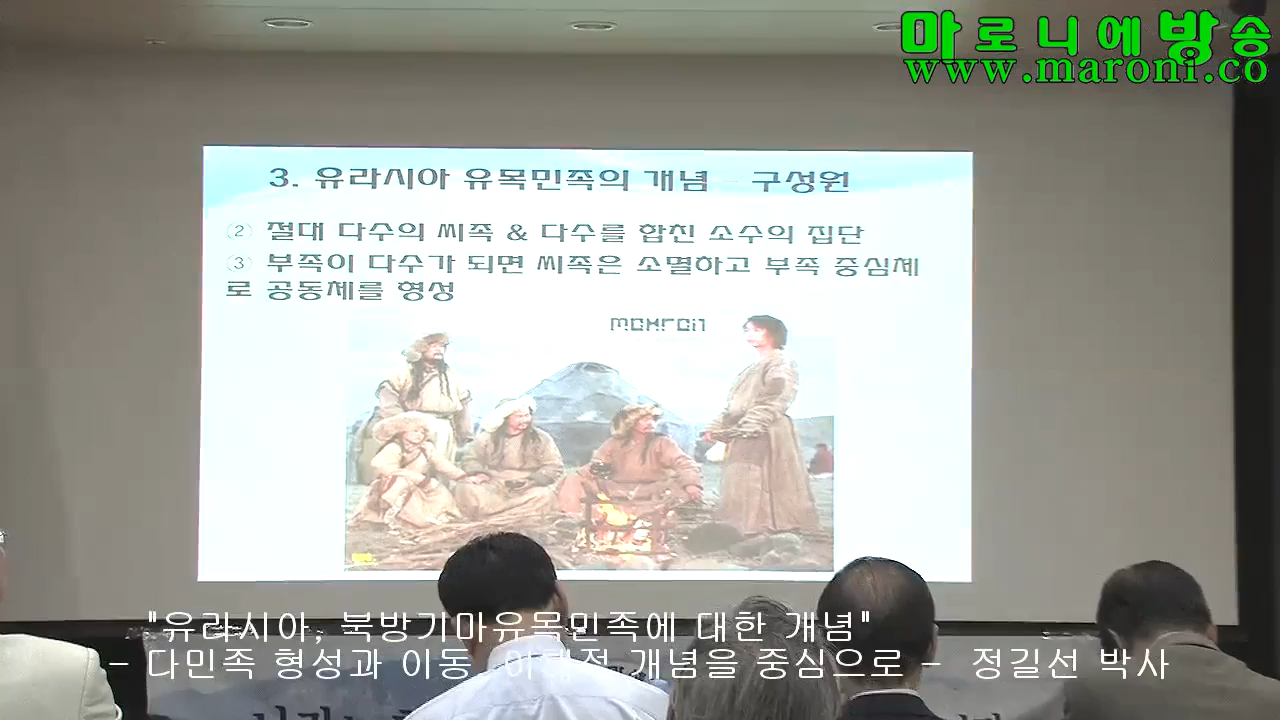 마로니에방송
www.maroni.co
3. 유라시아 유목민족의 개념 - 구성원
② 절대 다수의 씨족 & 다수를 합친 소수의 집단
③ 부족이 다수가 되면 씨족은 소멸하고 부족 중심체
로 공동체를 형성
"유라시아, 북방기마유목민족에 대한 개념"
- 다민족 형성과 이동, 개념을 중심으로 - 정길선 박사